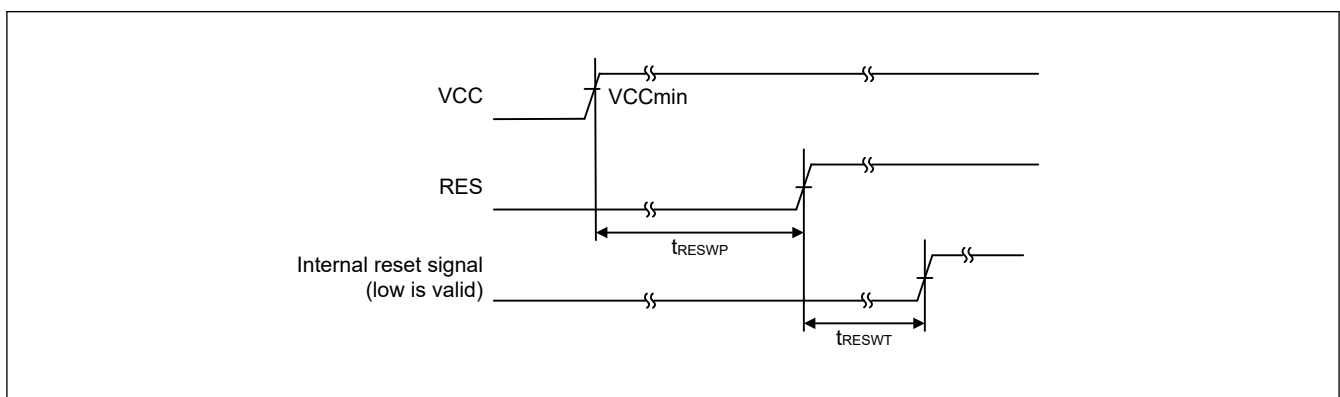 VCC
VCCmin
RES
tRESWP
Internal reset signal
(low is valid)
tRESWT